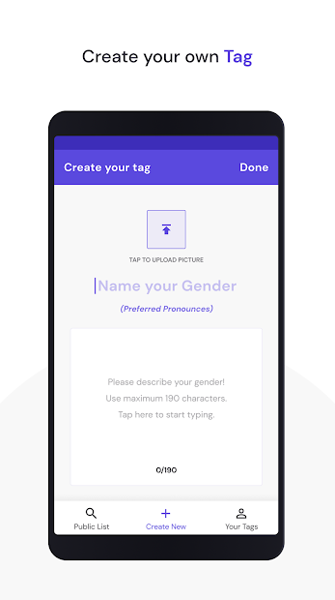 Create your own Tag
Create your tag
Done
TAP TO UPLOAD PICTURE
Name your Gender
(Preferred Pronounces)
Please describe your gender!
Use maximum 190 characters.
Tap here to start typing.
0/190
Public List
Create New
Your Tags